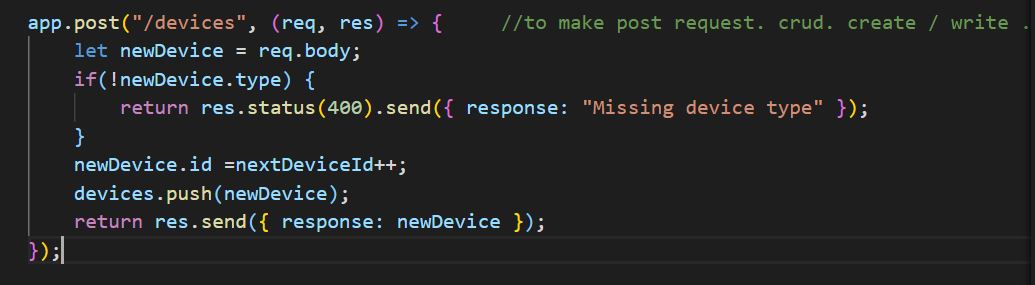 app.post("/devices", (req, res) => {     //to make post request. crud. create / write .
    let newDevice = req.body;
    if(!newDevice.type) {
        return res.status(400).send({ response: "Missing device type" });
    }
    newDevice.id =nextDeviceId++;
    devices.push(newDevice);
    return res.send({ response: newDevice });
});